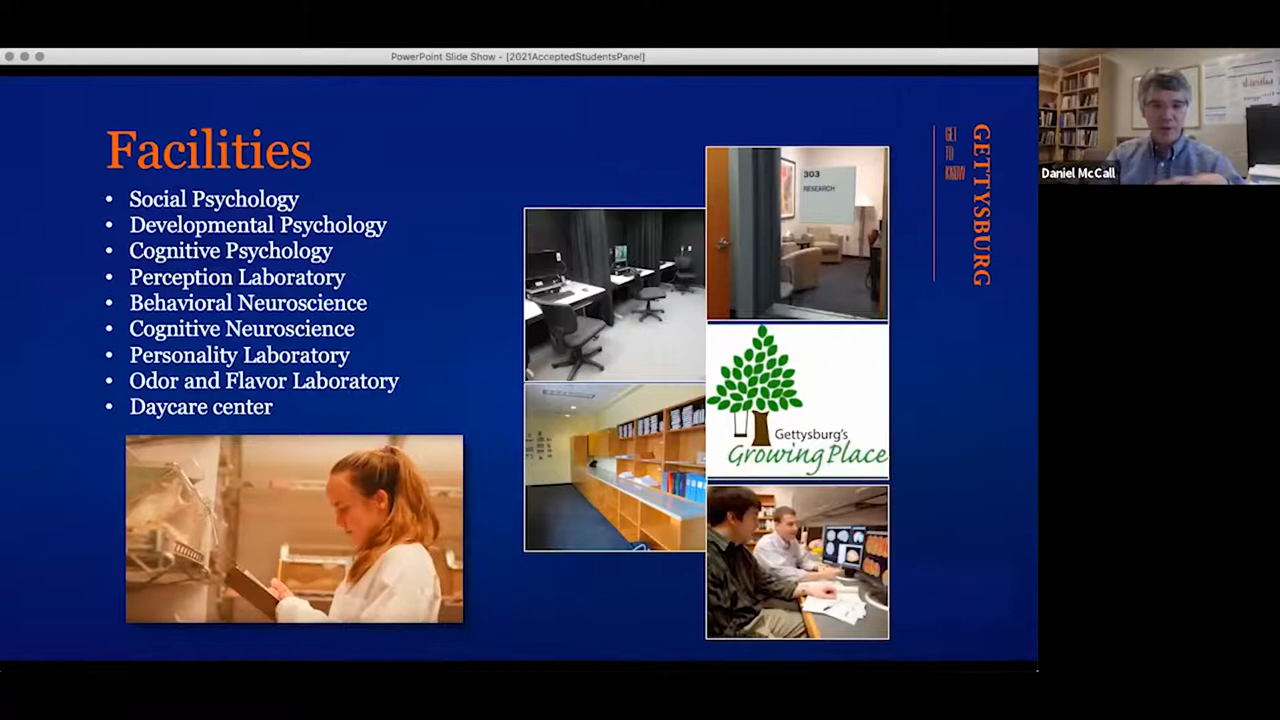 PowerPoint Slide Show - [2021AcceptedStudentsPanel]
Facilities
• Social Psychology
• Developmental Psychology
• Cognitive Psychology
• Perception Laboratory
• Behavioral Neuroscience
• Cognitive Neuroscience
• Personality Laboratory
• Odor and Flavor Laboratory
• Daycare center
303
RESEARCH
Gettysburg's
Growing Place
GET
TO
KNOW
GETTYSBURG
Daniel McCall